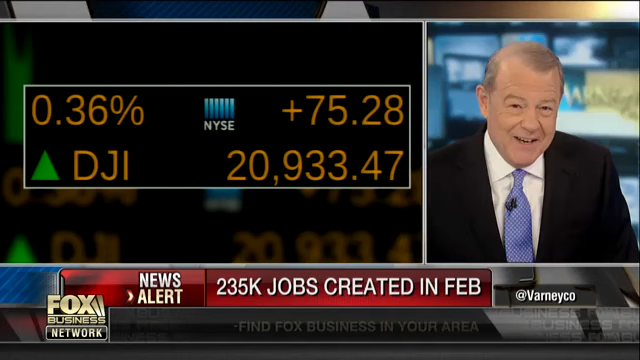 0.36% NYSE +75.28
DJI 20,933.47
NEWS ALERT
235K JOBS CREATED IN FEB
@Varneyco
FOX BUSINESS NETWORK
-FIND FOX BUSINESS IN YOUR AREA